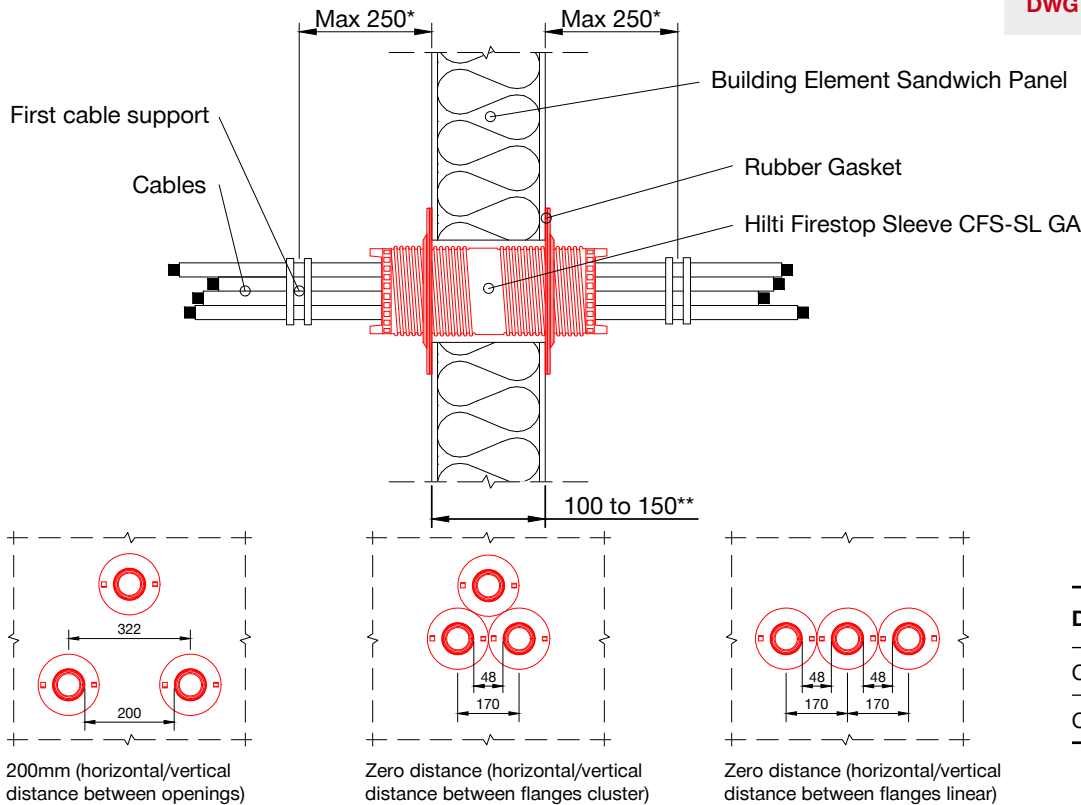 DWG
Max 250*
Max 250*
Building Element Sandwich Panel
First cable support
Rubber Gasket
Cables
Hilti Firestop Sleeve CFS-SL GA
100 to 150**
322
200
48
170
48
48
170
170
200mm (horizontal/vertical
distance between openings)
Zero distance (horizontal/vertical
distance between flanges cluster)
Zero distance (horizontal/vertical
distance between flanges linear)